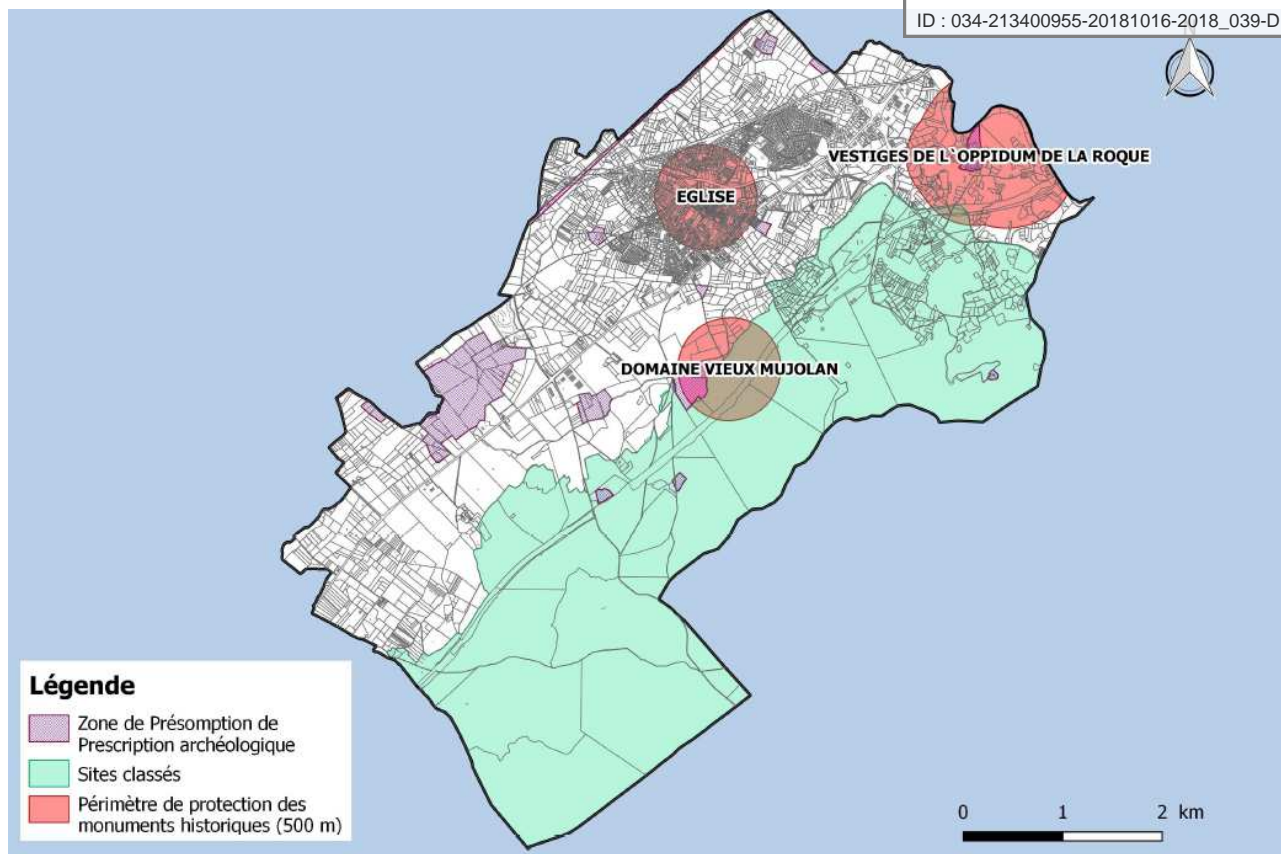 ID : 034-213400955-20181016-2018_039-D
N
VESTIGES DE L`OPPIDUM DE LA ROQUE
EGLISE
DOMAINE VIEUX MUJOLAN
Légende
Zone de Présomption de
Prescription archéologique
Sites classés
Périmètre de protection des
monuments historiques (500 m)
0 1 2 km